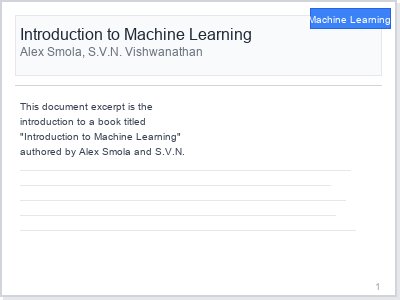 Machine Learning
Introduction to Machine Learning
Alex Smola, S.V.N. Vishwanathan
This document excerpt is the
introduction to a book titled
"Introduction to Machine Learning"
authored by Alex Smola and S.V.N.
1